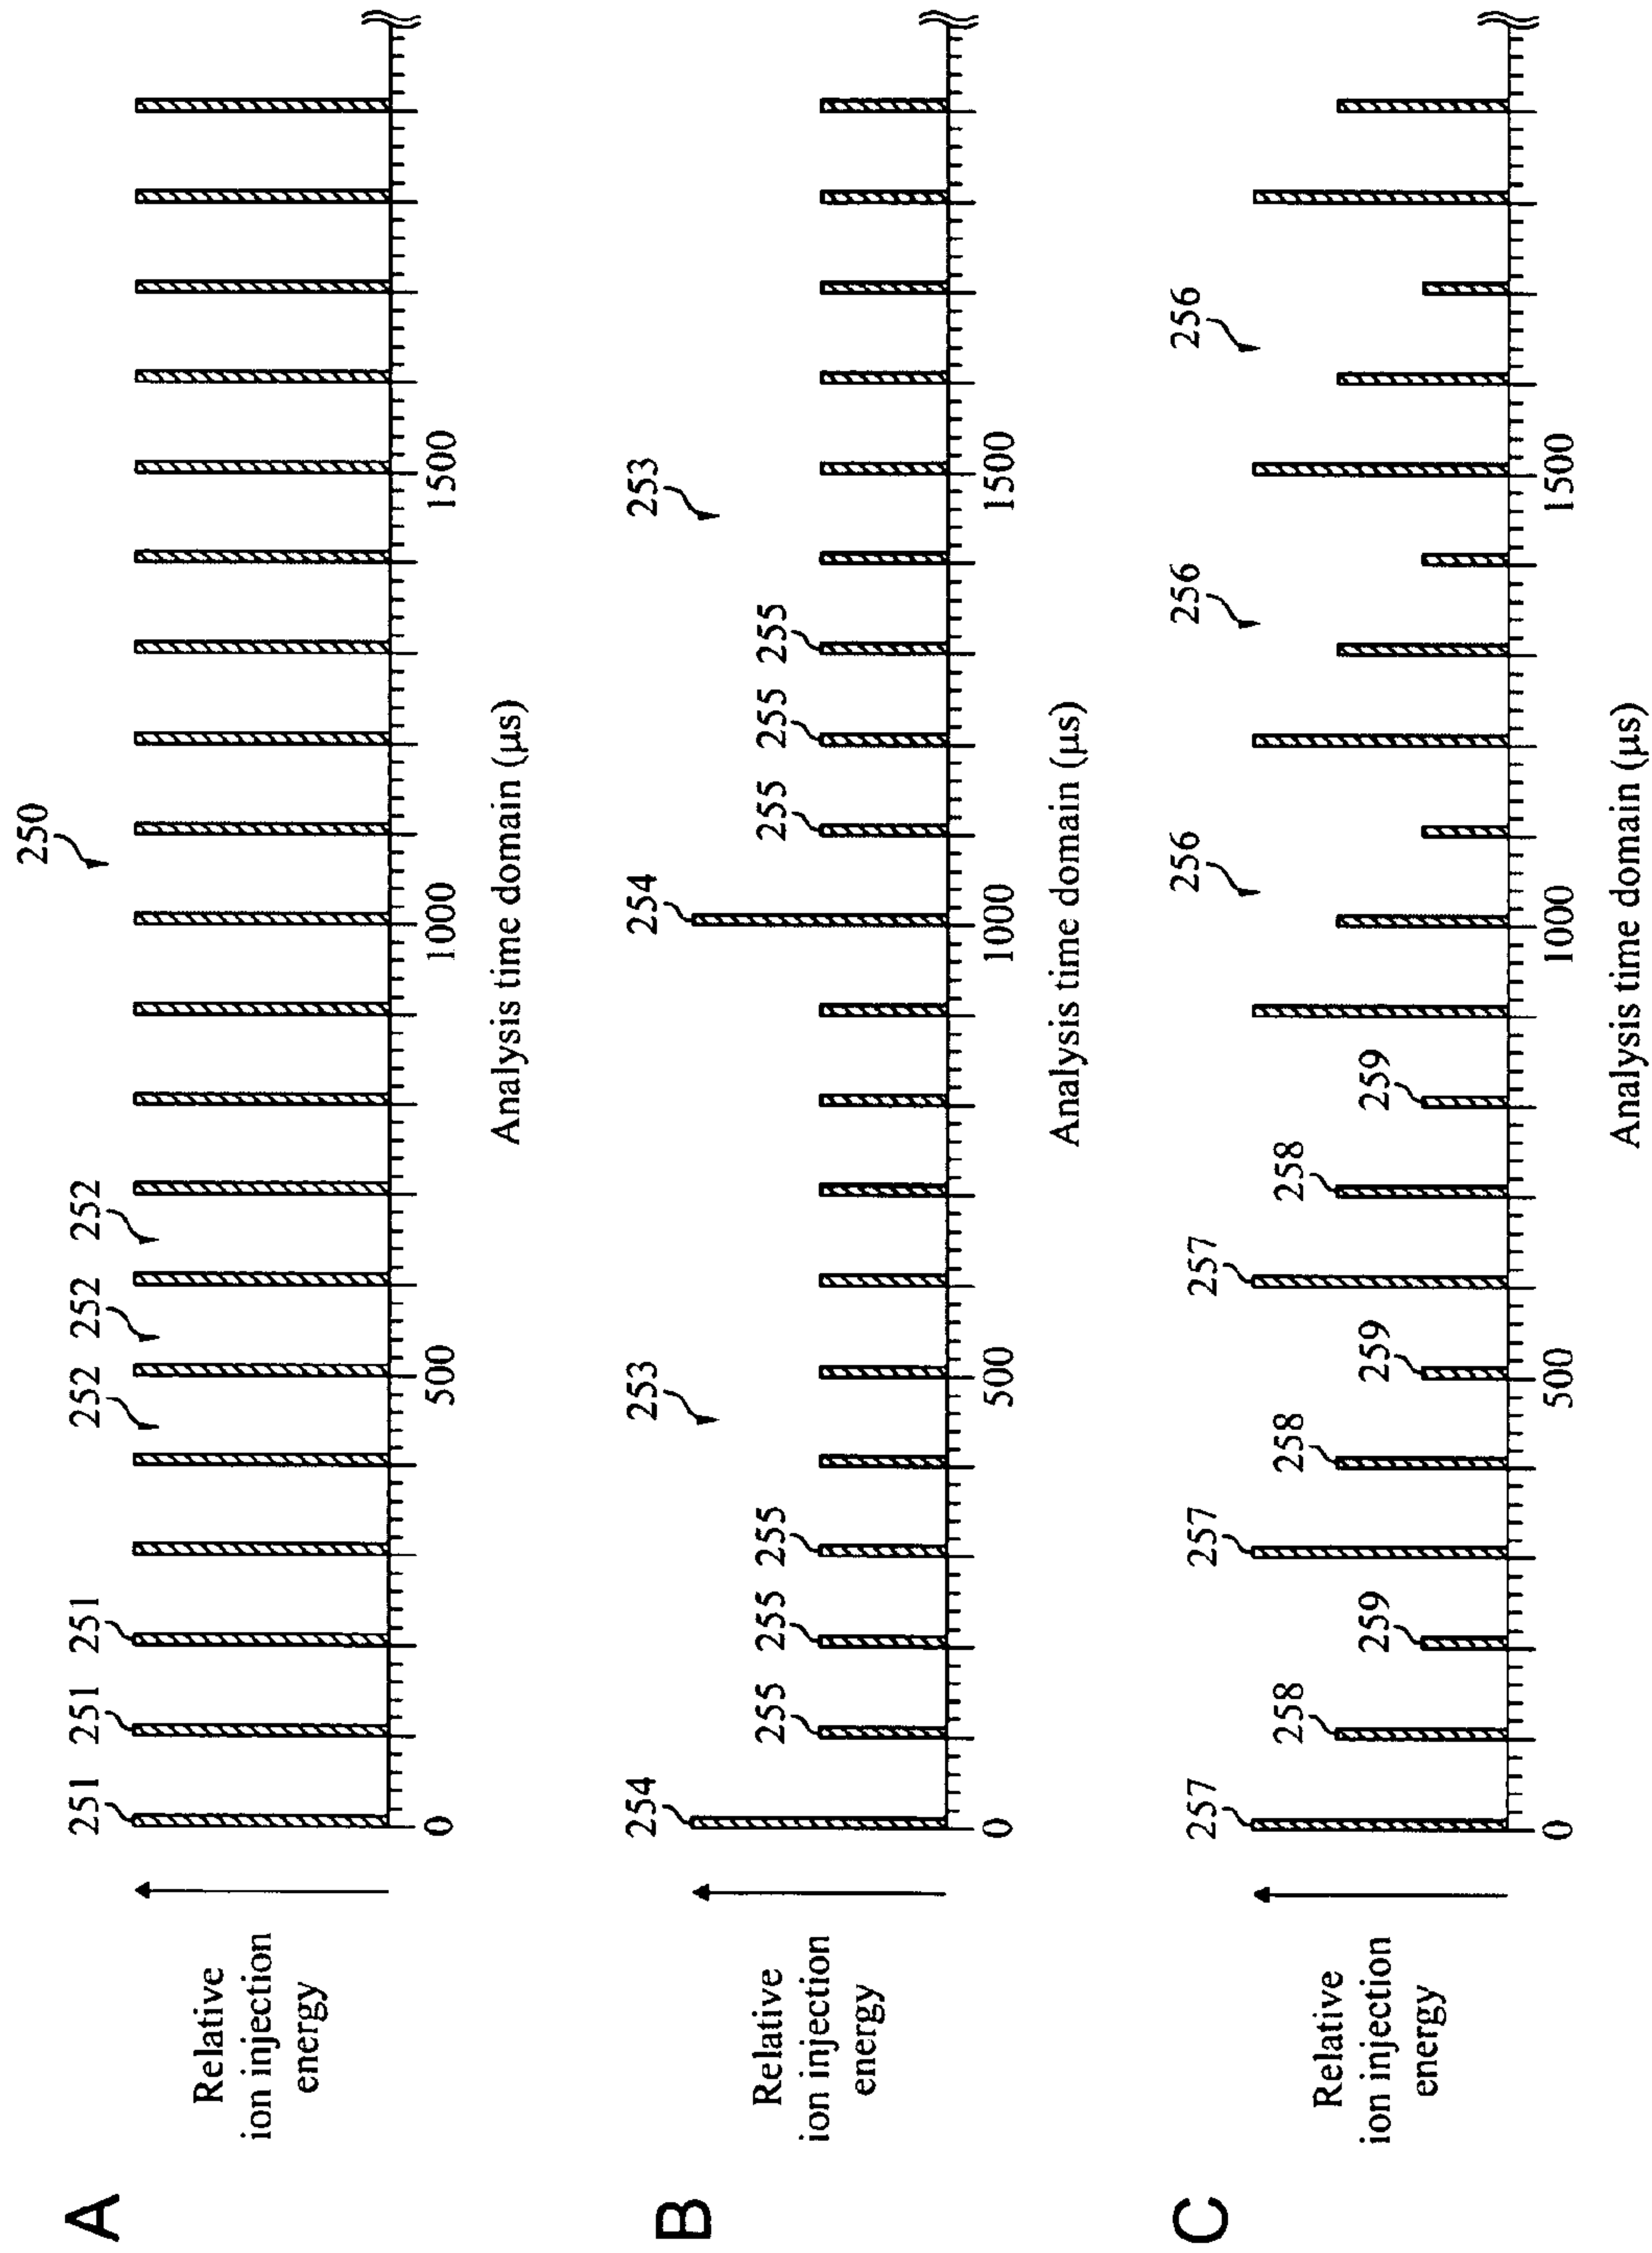 A
Relative
ion injection
energy
250
251 251 251 252 252 252
0 500 1000 1500
Analysis time domain (µs)
B
Relative
ion injection
energy
253 253
254 254
255 255 255 255 255 255
0 500 1000 1500
Analysis time domain (µs)
C
Relative
ion injection
energy
256 256 256
257 257 257
258 258 258
259 259 259
0 500 1000 1500
Analysis time domain (µs)